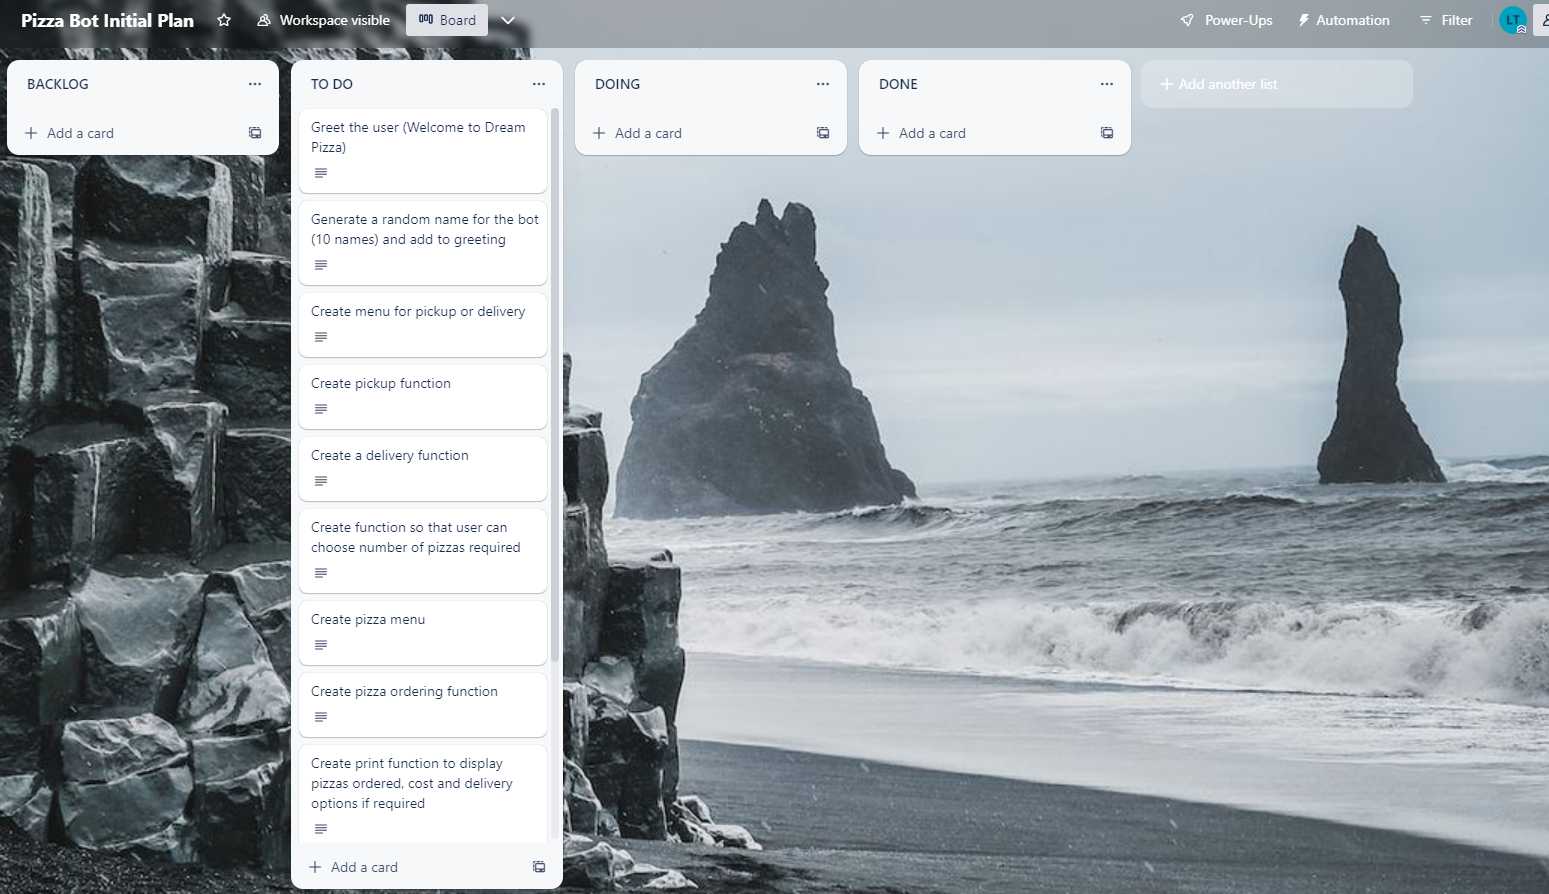 Pizza Bot Initial Plan
Workspace visible
Board
Power-Ups
Automation
Filter
LT
BACKLOG
Add a card
TO DO
Greet the user (Welcome to Dream
Pizza)
Generate a random name for the bot
(10 names) and add to greeting
Create menu for pickup or delivery
Create pickup function
Create a delivery function
Create function so that user can
choose number of pizzas required
Create pizza menu
Create pizza ordering function
Create print function to display
pizzas ordered, cost and delivery
options if required
Add a card
DOING
Add a card
DONE
Add a card
Add another list